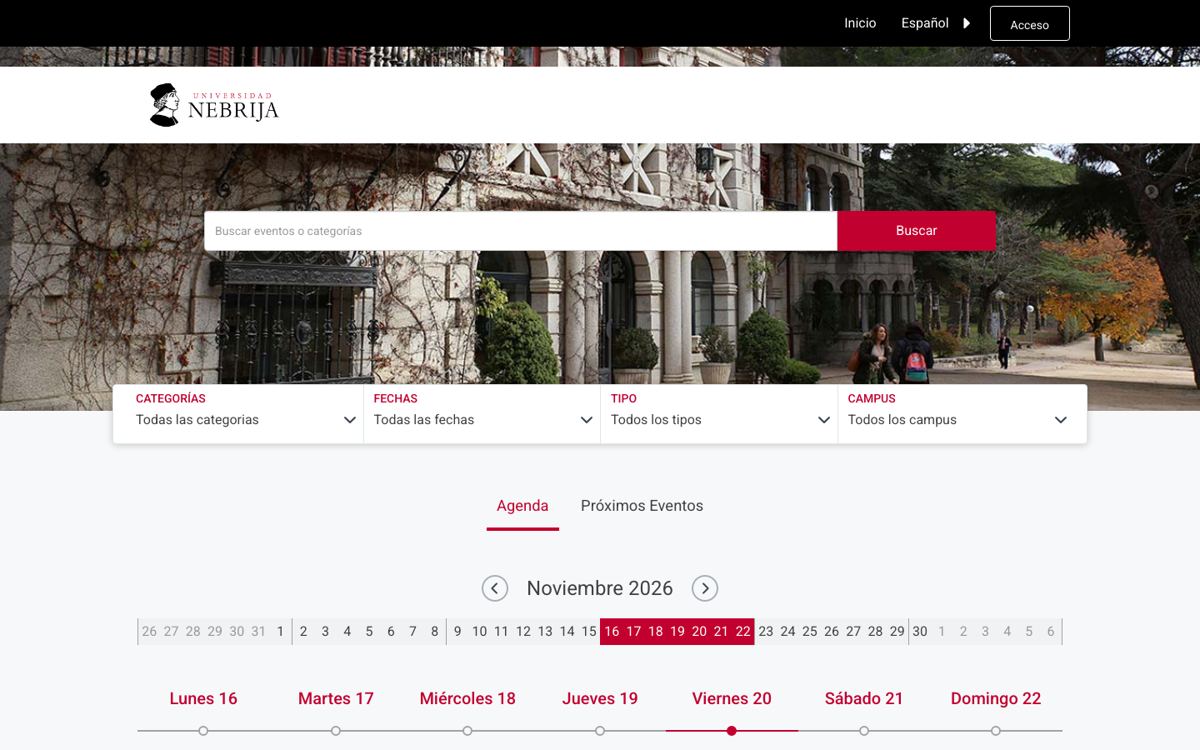 Inicio Español Acceso
UNIVERSIDAD
NEBRIJA
Buscar eventos o categorías Buscar
CATEGORÍAS FECHAS TIPO CAMPUS
Todas las categorias Todas las fechas Todos los tipos Todos los campus
Agenda Próximos Eventos
Noviembre 2026
26 27 28 29 30 31 1 2 3 4 5 6 7 8 9 10 11 12 13 14 15 16 17 18 19 20 21 22 23 24 25 26 27 28 29 30 1 2 3 4 5 6
Lunes 16 Martes 17 Miércoles 18 Jueves 19 Viernes 20 Sábado 21 Domingo 22